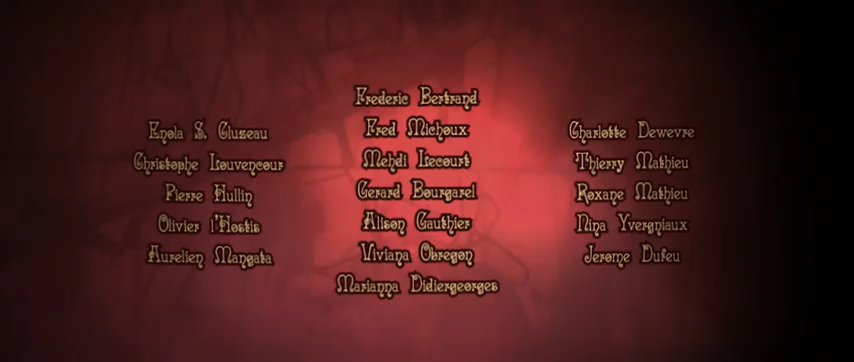 Enola S. Cluzeau
Christophe Louvencour
Pierre Hullin
Olivier l'Hostis
Aurelien Mangata
Frederic Bertrand
Fred Michoux
Mehdi Lecourt
Gerard Bourgarel
Alison Gauthier
Viviana Obregon
Marianna Didiergeorges
Charlotte Dewevre
Thierry Mathieu
Roxane Mathieu
Nina Yvergniaux
Jerome Dufeu